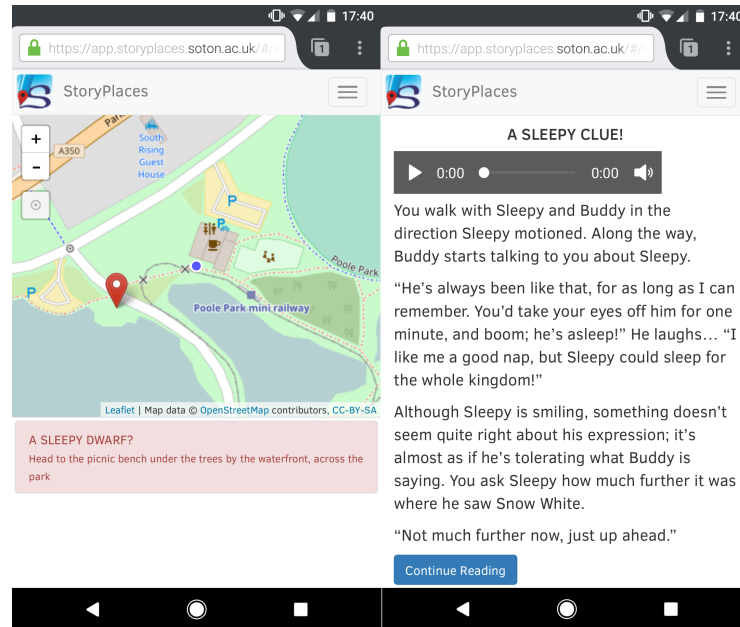 17:40
https://app.storyplaces.soton.ac.uk/#/s
1
StoryPlaces
+
-
A350
Par
South
Rising
Guest
House
P
P
P
Poole Park
Poole Park mini railway
Leaflet | Map data © OpenStreetMap contributors, CC-BY-SA
A SLEEPY DWARF?
Head to the picnic bench under the trees by the waterfront, across the
park
17:40
https://app.storyplaces.soton.ac.uk/#/s
1
StoryPlaces
A SLEEPY CLUE!
0:00 0:00
You walk with Sleepy and Buddy in the
direction Sleepy motioned. Along the way,
Buddy starts talking to you about Sleepy.
“He’s always been like that, for as long as I can
remember. You’d take your eyes off him for one
minute, and boom; he’s asleep!” He laughs… “I
like me a good nap, but Sleepy could sleep for
the whole kingdom!”
Although Sleepy is smiling, something doesn’t
seem quite right about his expression; it’s
almost as if he’s tolerating what Buddy is
saying. You ask Sleepy how much further it was
where he saw Snow White.
“Not much further now, just up ahead.”
Continue Reading